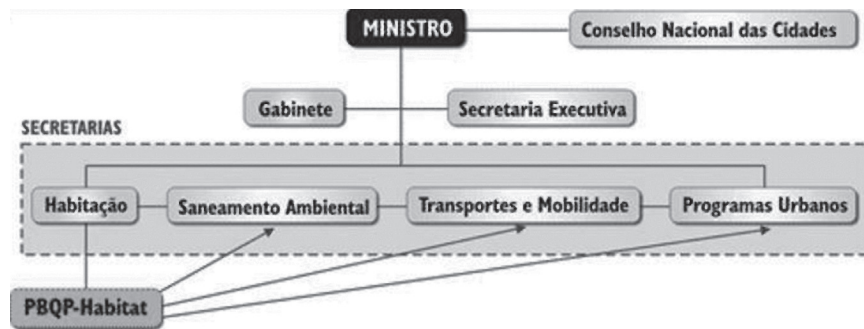 MINISTRO
Conselho Nacional das Cidades
Gabinete
Secretaria Executiva
SECRETARIAS
Habitação
Saneamento Ambiental
Transportes e Mobilidade
Programas Urbanos
PBQP-Habitat